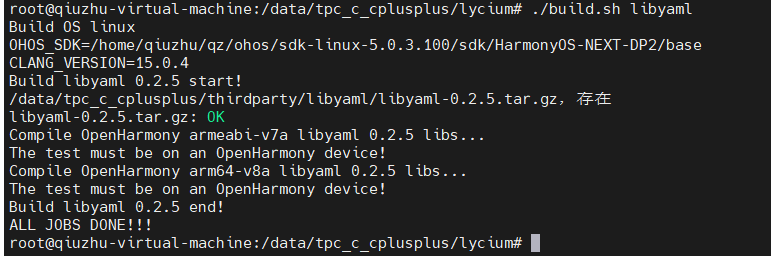 root@qiuzhu-virtual-machine:/data/tpc_c_cplusplus/lycium# ./build.sh libyaml
Build OS linux
OHOS_SDK=/home/qiuzhu/qz/ohos/sdk-linux-5.0.3.100/sdk/HarmonyOS-NEXT-DP2/base
CLANG_VERSION=15.0.4
Build libyaml 0.2.5 start!
/data/tpc_c_cplusplus/thirdparty/libyaml/libyaml-0.2.5.tar.gz，存在
libyaml-0.2.5.tar.gz: OK
Compile OpenHarmony armeabi-v7a libyaml 0.2.5 libs...
The test must be on an OpenHarmony device!
Compile OpenHarmony arm64-v8a libyaml 0.2.5 libs...
The test must be on an OpenHarmony device!
Build libyaml 0.2.5 end!
ALL JOBS DONE!!!
root@qiuzhu-virtual-machine:/data/tpc_c_cplusplus/lycium#